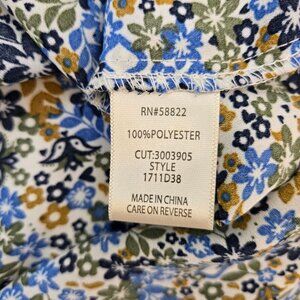 RN#58822
100%POLYESTER
CUT:3003905
STYLE
1711D38
MADE IN CHINA
CARE ON REVERSE